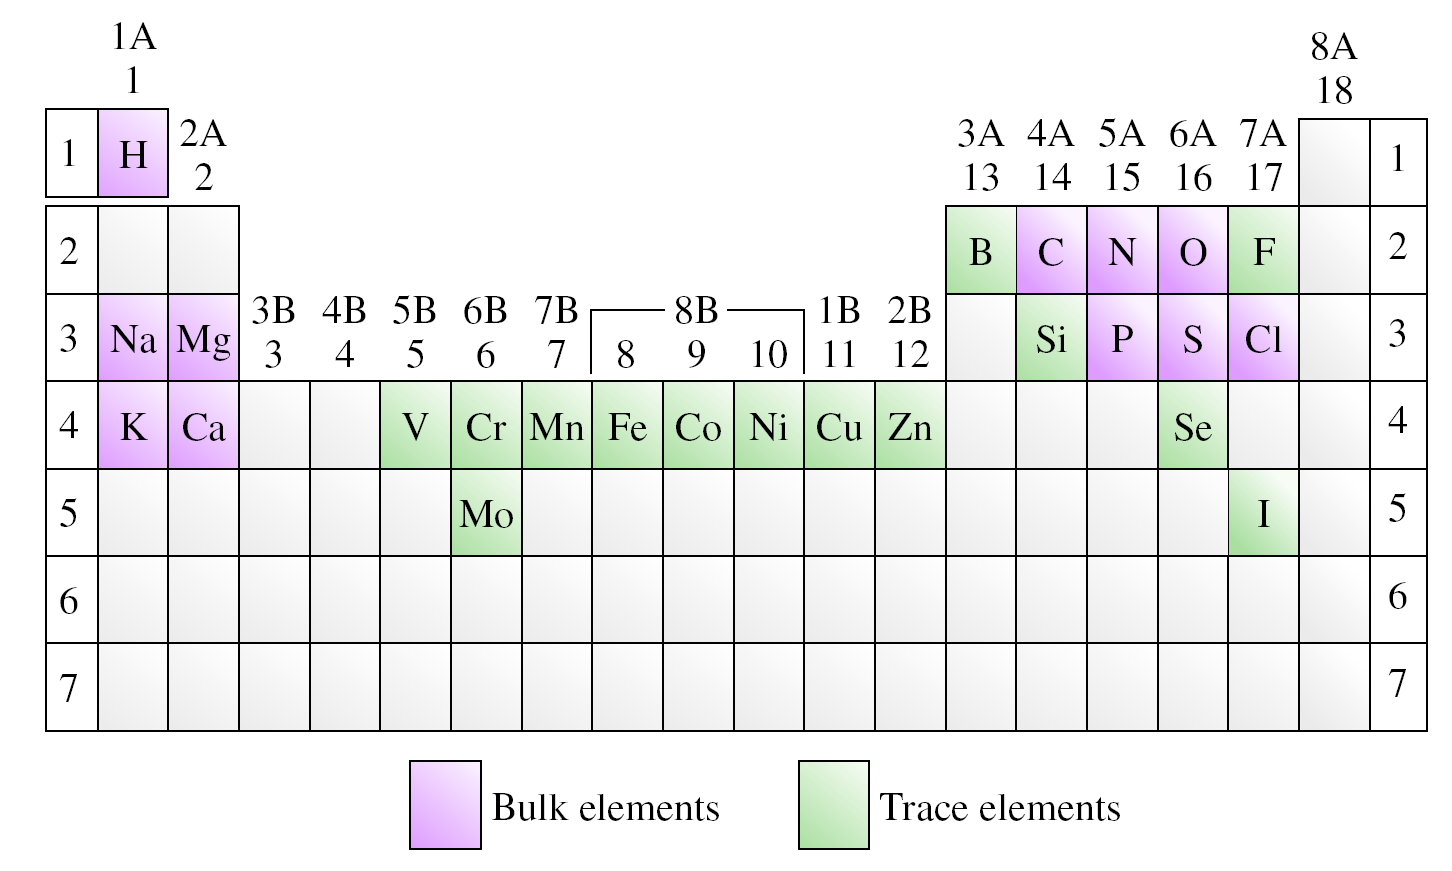 1A
1
8A
18
1 H
2A
2
3A 4A 5A 6A 7A
13 14 15 16 17
1
2 B C N O F 2
3 Na Mg
3B 4B 5B 6B 7B 8B 1B 2B
3 4 5 6 7 8 9 10 11 12
Si P S Cl 3
4 K Ca V Cr Mn Fe Co Ni Cu Zn Se 4
5 Mo I 5
6 6
7 7
Bulk elements Trace elements